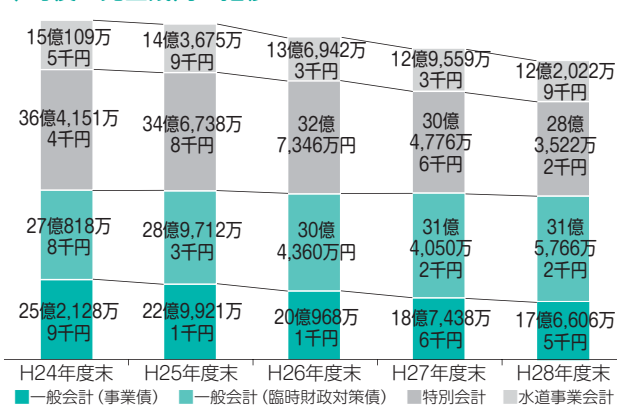 15億109万
5千円
14億3,675万
9千円
13億6,942万
3千円
12億9,559万
3千円
12億2,022万
9千円
36億4,151万
4千円
34億6,738万
8千円
32億
7,346万円
30億
4,776万
6千円
28億
3,522万
2千円
27億818万
8千円
28億9,712万
3千円
30億
4,360万円
31億
4,050万
2千円
31億
5,766万
2千円
25億2,128万
9千円
22億9,921万
1千円
20億968万
1千円
18億7,438万
6千円
17億6,606万
5千円
H24年度末 H25年度末 H26年度末 H27年度末 H28年度末
一般会計(事業債) 一般会計(臨時財政対策債) 特別会計 水道事業会計